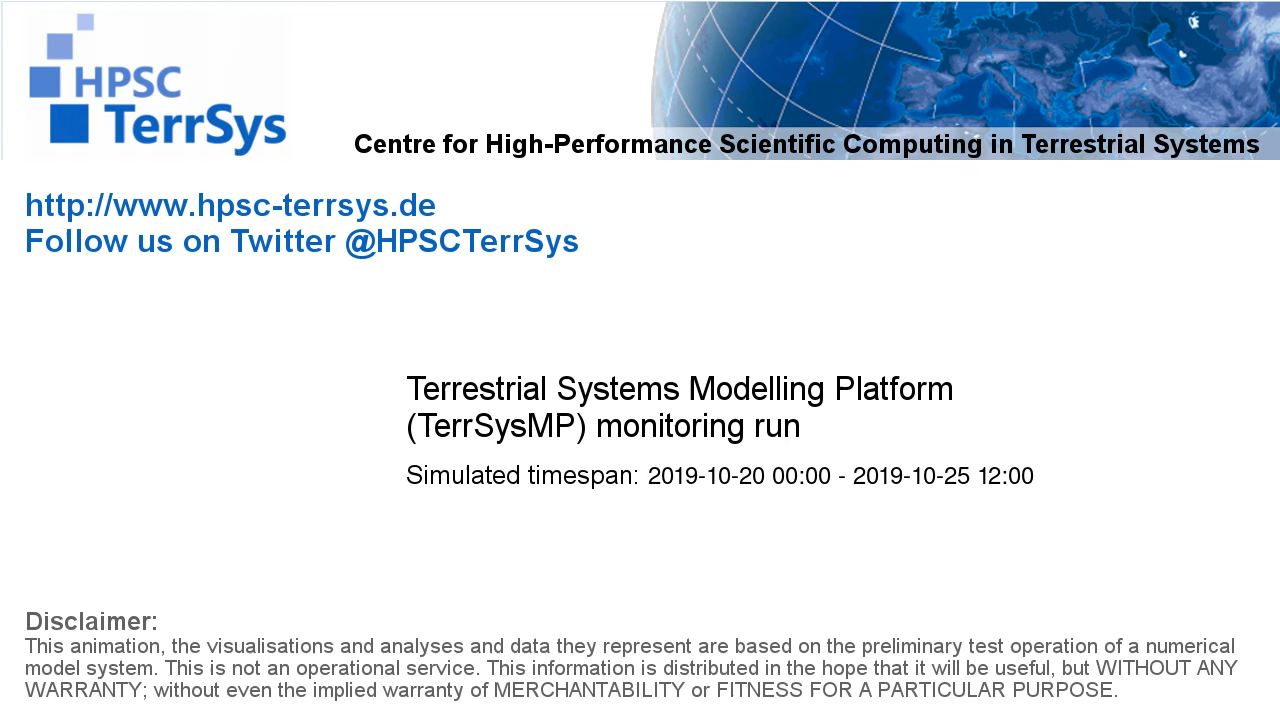 HPSC
TerrSys
Centre for High-Performance Scientific Computing in Terrestrial Systems
http://www.hpsc-terrsys.de
Follow us on Twitter @HPSCTerrSys
Terrestrial Systems Modelling Platform
(TerrSysMP) monitoring run
Simulated timespan: 2019-10-20 00:00 - 2019-10-25 12:00
Disclaimer:
This animation, the visualisations and analyses and data they represent are based on the preliminary test operation of a numerical
model system. This is not an operational service. This information is distributed in the hope that it will be useful, but WITHOUT ANY
WARRANTY; without even the implied warranty of MERCHANTABILITY or FITNESS FOR A PARTICULAR PURPOSE.